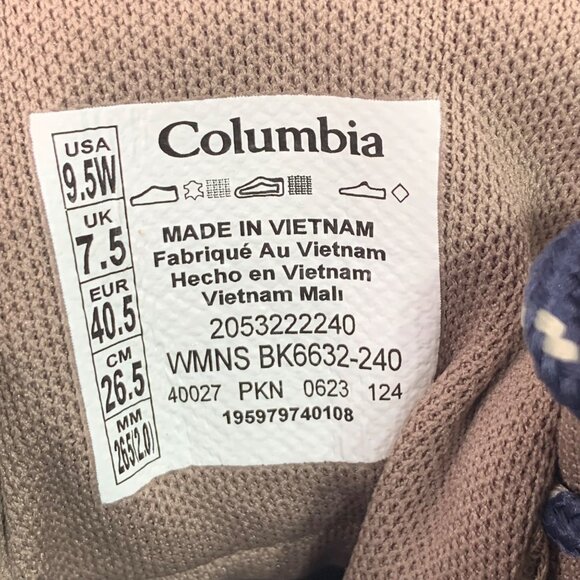 USA
9.5W
UK
7.5
EUR
40.5
CM
26.5
MM
265(2.0)
Columbia
MADE IN VIETNAM
Fabriqué Au Vietnam
Hecho en Vietnam
Vietnam Malı
2053222240
WMNS BK6632-240
40027 PKN 0623 124
195979740108